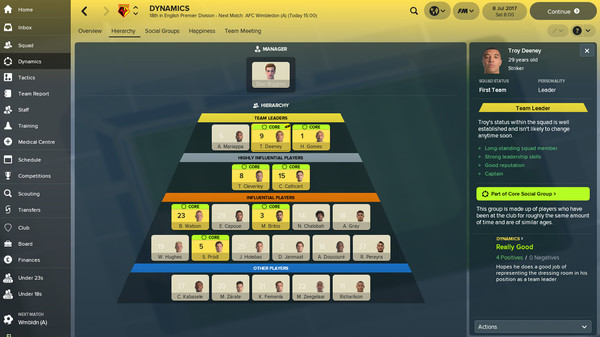 Home
Inbox
Squad
Dynamics
Tactics
Team Report
Staff
Training
Medical Centre
Schedule
Competitions
Scouting
Transfers
Club
Board
Finances
Under 23s
Under 18s
NEXT MATCH
Wmbldn (A)
DYNAMICS
18th in English Premier Division - Next Match: AFC Wimbledon (A) (Today 15:00)
FM
8 Jul 2017
Sat 8:00
Continue
Overview
Hierarchy
Social Groups
Happiness
Team Meeting
MANAGER
HIERARCHY
TEAM LEADERS
CORE
CORE
9
1
A. Mariappa
T. Deeney
H. Gomes
HIGHLY INFLUENTIAL PLAYERS
CORE
CORE
8
15
T. Cleverley
C. Cathcart
INFLUENTIAL PLAYERS
CORE
CORE
23
3
B. Watson
E. Capoue
M. Britos
N. Chalobah
A. Gray
CORE
5
W. Hughes
S. Prödl
J. Holebas
D. Janmaat
A. Doucouré
R. Pereyra
OTHER PLAYERS
C. Kabasele
M. Zárate
K. Femenía
M. Zeegelaar
Richarlison
Troy Deeney
29 years old
Striker
SQUAD STATUS
First Team
PERSONALITY
Leader
Team Leader
Troy's status within the squad is well
established and isn't likely to change
anytime soon.
+ Long-standing squad member
+ Strong leadership skills
+ Good reputation
+ Captain
Part of Core Social Group >
This group is made up of players who have
been at the club for roughly the same amount
of time and are of similar ages.
DYNAMICS
Really Good
4 Positives / 0 Negatives
Hopes he does a good job of
representing the dressing room in his
position as a team leader.
Actions